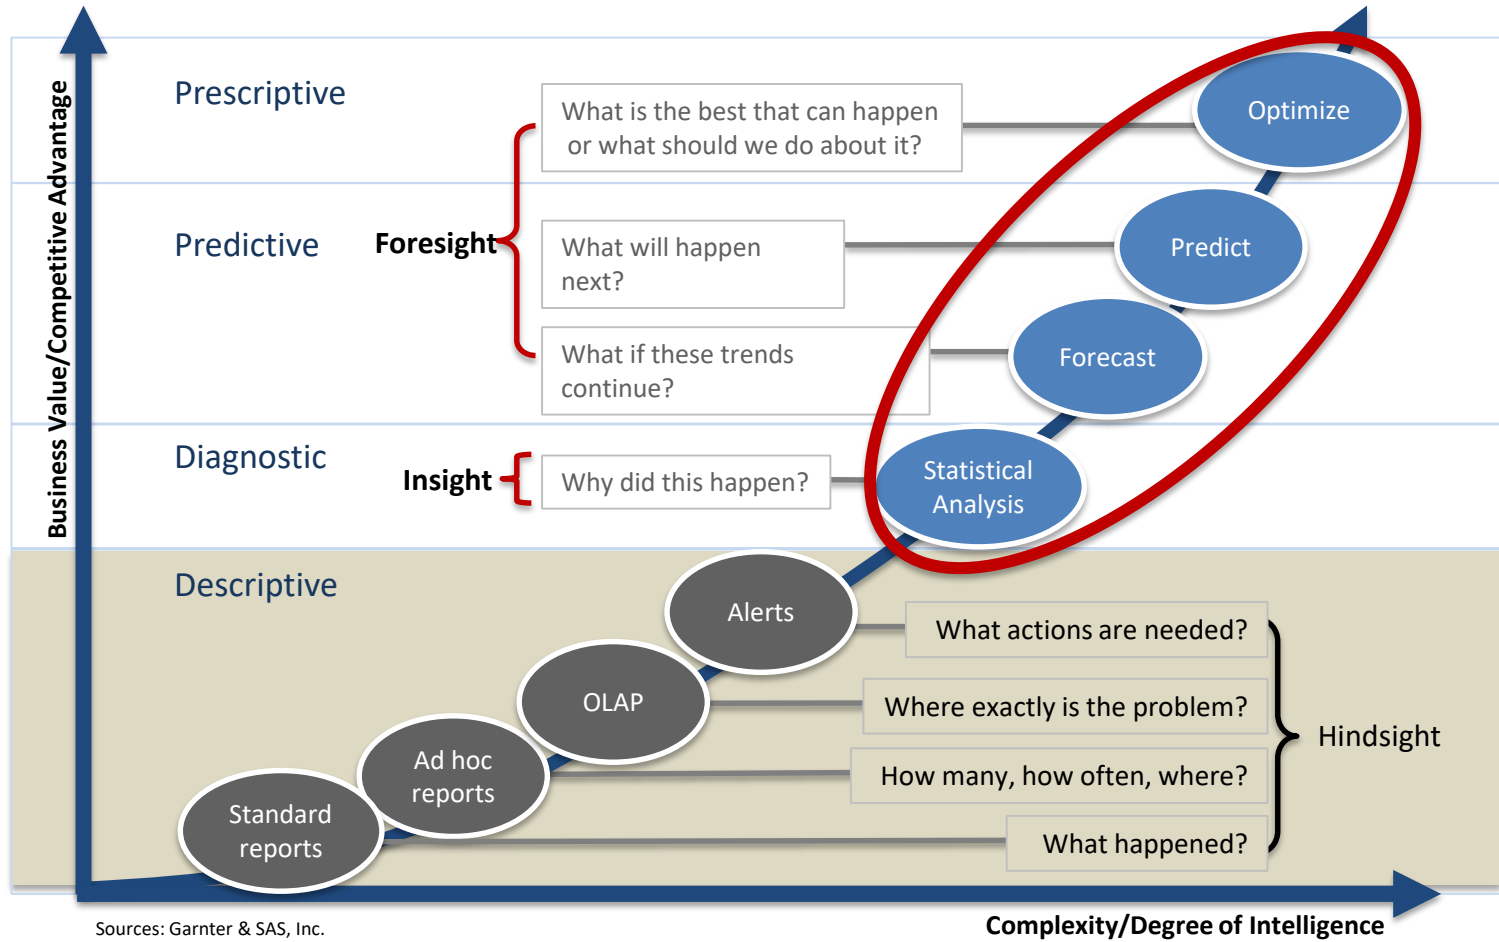 Business Value/Competitive Advantage
Prescriptive
What is the best that can happen
or what should we do about it?
Optimize
Predictive
Foresight
What will happen
next?
Predict
What if these trends
continue?
Forecast
Diagnostic
Insight
Why did this happen?
Statistical
Analysis
Descriptive
Alerts
What actions are needed?
OLAP
Where exactly is the problem?
Hindsight
Ad hoc
reports
How many, how often, where?
Standard
reports
What happened?
Sources: Garnter & SAS, Inc.
Complexity/Degree of Intelligence